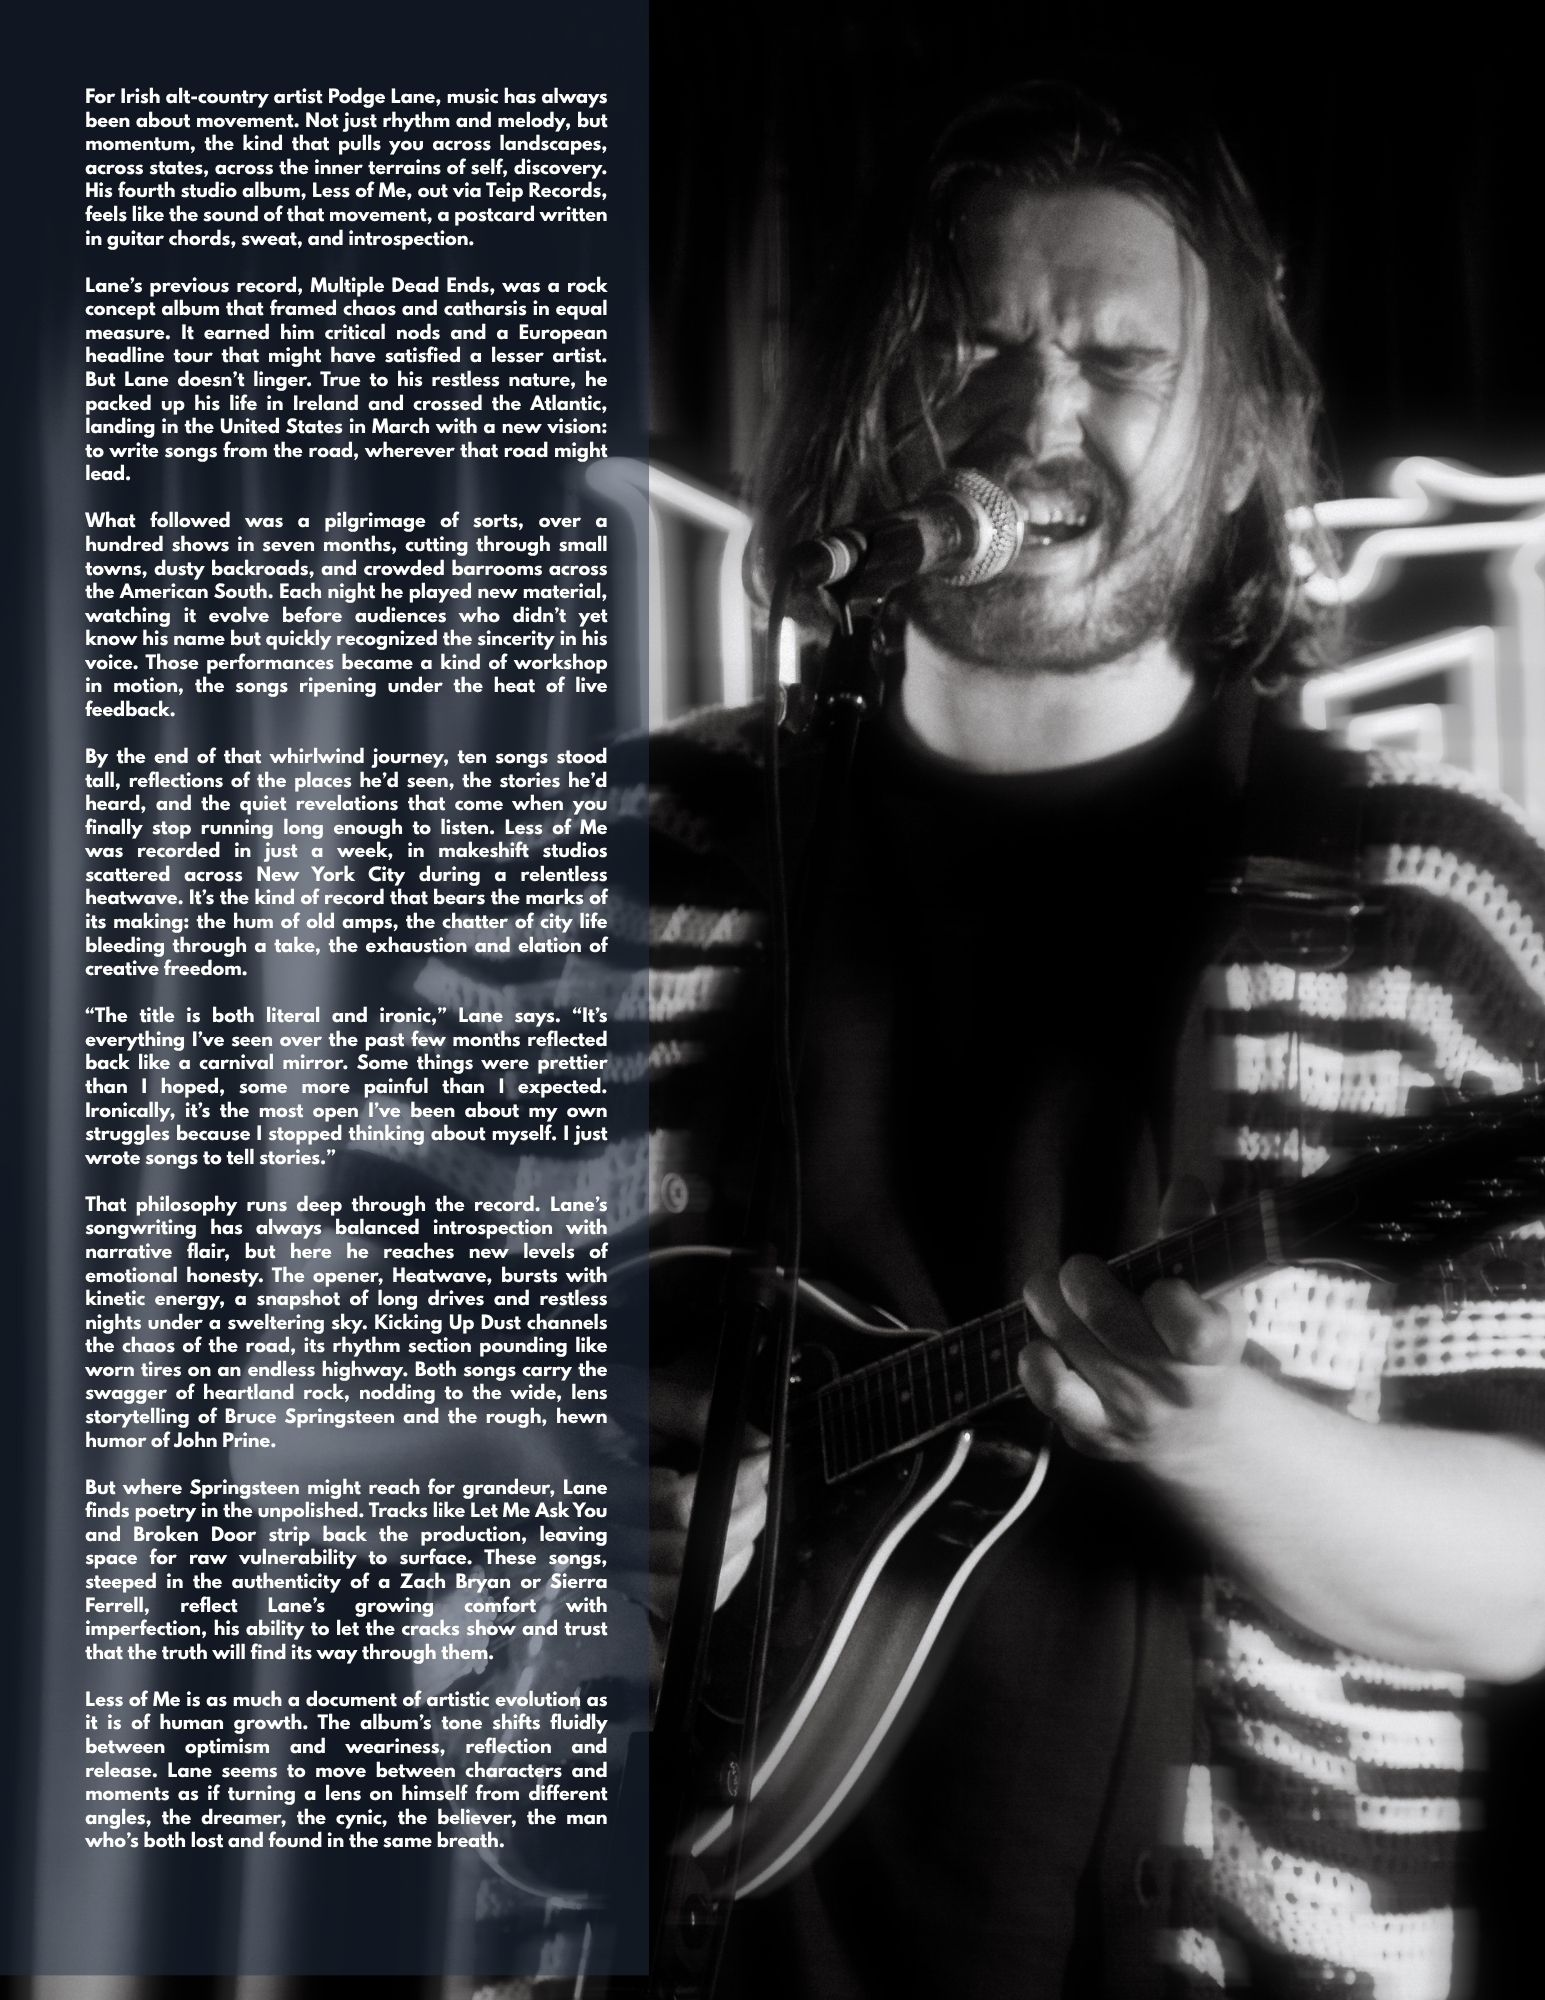 For Irish alt-country artist Podge Lane, music has always
been about movement. Not just rhythm and melody, but
momentum, the kind that pulls you across landscapes,
across states, across the inner terrains of self, discovery.
His fourth studio album, Less of Me, out via Teip Records,
feels like the sound of that movement, a postcard written
in guitar chords, sweat, and introspection.
Lane’s previous record, Multiple Dead Ends, was a rock
concept album that framed chaos and catharsis in equal
measure. It earned him critical nods and a European
headline tour that might have satisfied a lesser artist.
But Lane doesn’t linger. True to his restless nature, he
packed up his life in Ireland and crossed the Atlantic,
landing in the United States in March with a new vision:
to write songs from the road, wherever that road might
lead.
What followed was a pilgrimage of sorts, over a
hundred shows in seven months, cutting through small
towns, dusty backroads, and crowded barrooms across
the American South. Each night he played new material,
watching it evolve before audiences who didn’t yet
know his name but quickly recognized the sincerity in his
voice. Those performances became a kind of workshop
in motion, the songs ripening under the heat of live
feedback.
By the end of that whirlwind journey, ten songs stood
tall, reflections of the places he’d seen, the stories he’d
heard, and the quiet revelations that come when you
finally stop running long enough to listen. Less of Me
was recorded in just a week, in makeshift studios
scattered across New York City during a relentless
heatwave. It’s the kind of record that bears the marks of
its making: the hum of old amps, the chatter of city life
bleeding through a take, the exhaustion and elation of
creative freedom.
“The title is both literal and ironic,” Lane says. “It’s
everything I’ve seen over the past few months reflected
back like a carnival mirror. Some things were prettier
than I hoped, some more painful than I expected.
Ironically, it’s the most open I’ve been about my own
struggles because I stopped thinking about myself. I just
wrote songs to tell stories.”
That philosophy runs deep through the record. Lane’s
songwriting has always balanced introspection with
narrative flair, but here he reaches new levels of
emotional honesty. The opener, Heatwave, bursts with
kinetic energy, a snapshot of long drives and restless
nights under a sweltering sky. Kicking Up Dust channels
the chaos of the road, its rhythm section pounding like
worn tires on an endless highway. Both songs carry the
swagger of heartland rock, nodding to the wide, lens
storytelling of Bruce Springsteen and the rough, hewn
humor of John Prine.
But where Springsteen might reach for grandeur, Lane
finds poetry in the unpolished. Tracks like Let Me Ask You
and Broken Door strip back the production, leaving
space for raw vulnerability to surface. These songs,
steeped in the authenticity of a Zach Bryan or Sierra
Ferrell, reflect Lane’s growing comfort with
imperfection, his ability to let the cracks show and trust
that the truth will find its way through them.
Less of Me is as much a document of artistic evolution as
it is of human growth. The album’s tone shifts fluidly
between optimism and weariness, reflection and
release. Lane seems to move between characters and
moments as if turning a lens on himself from different
angles, the dreamer, the cynic, the believer, the man
who’s both lost and found in the same breath.